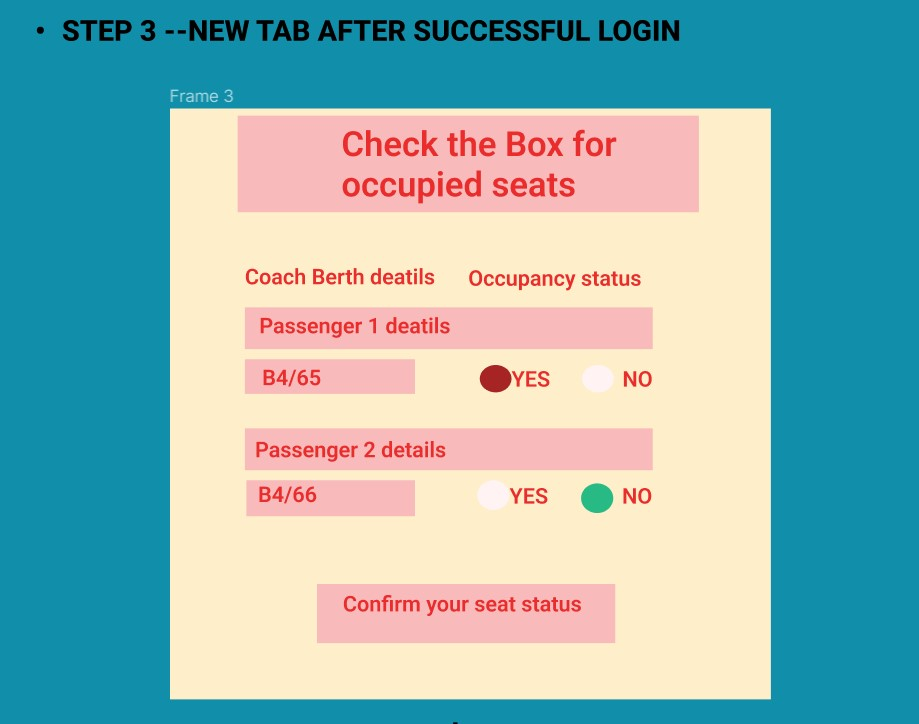 • STEP 3 --NEW TAB AFTER SUCCESSFUL LOGIN
Frame 3
Check the Box for
occupied seats
Coach Berth deatils Occupancy status
Passenger 1 deatils
B4/65 YES NO
Passenger 2 details
B4/66 YES NO
Confirm your seat status